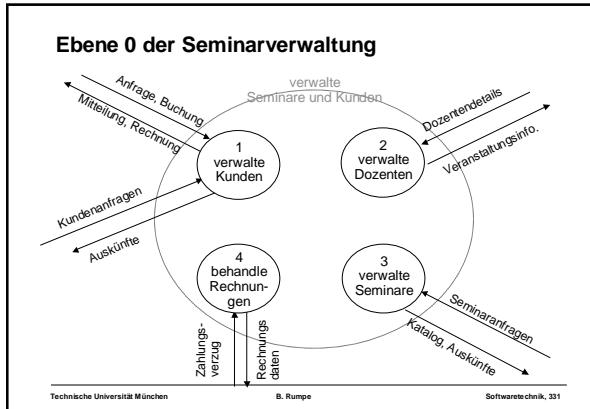 Ebene 0 der Seminarverwaltung
verwalte
Seminare und Kunden
Anfrage, Buchung
Mitteilung, Rechnung
1
verwalte
Kunden
2
verwalte
Dozenten
Dozentendetails
Veranstaltungsinfo.
Kundenanfragen
Auskünfte
4
behandle
Rechnun-
gen
3
verwalte
Seminare
Seminaranfragen
Katalog, Auskünfte
Zahlungs-
verzug
Rechnungs
daten
Technische Universität München B. Rumpe Softwaretechnik, 331